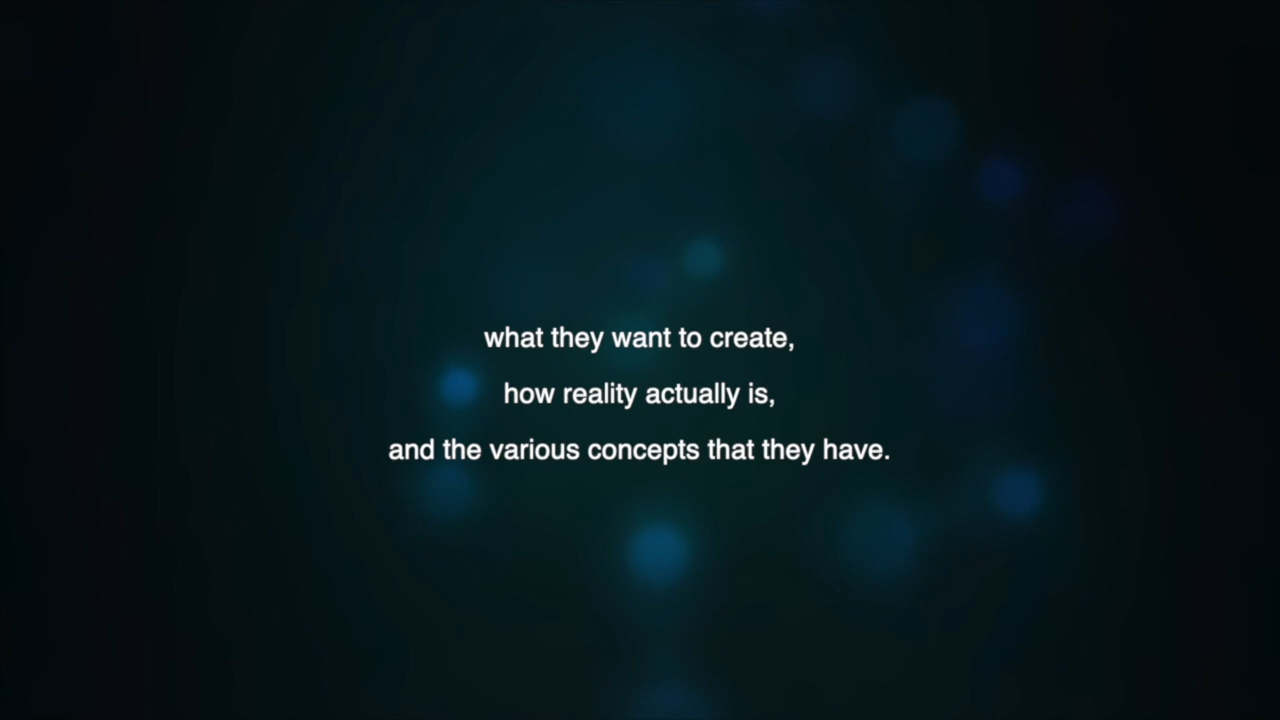 what they want to create,
how reality actually is,
and the various concepts that they have.